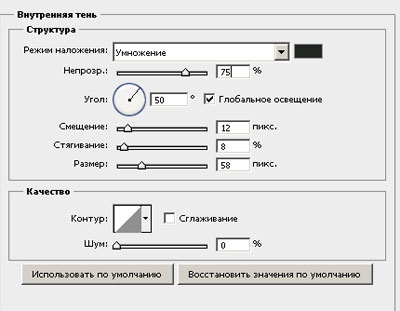 Внутренняя тень
Структура
Режим наложения: Умножение
Непрозр.: 75 %
Угол: 50 ° Глобальное освещение
Смещение: 12 пикс.
Стягивание: 8 %
Размер: 58 пикс.
Качество
Контур: Сглаживание
Шум: 0 %
Использовать по умолчанию Восстановить значения по умолчанию